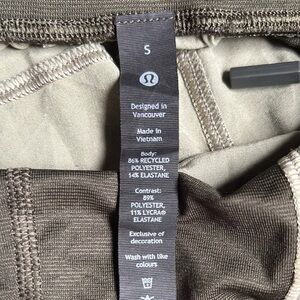 S
Designed in
Vancouver
Made in
Vietnam
Body:
86% RECYCLED
POLYESTER,
14% ELASTANE
Contrast:
89%
POLYESTER,
11% LYCRA®
ELASTANE
Exclusive of
decoration
Wash with like
colours